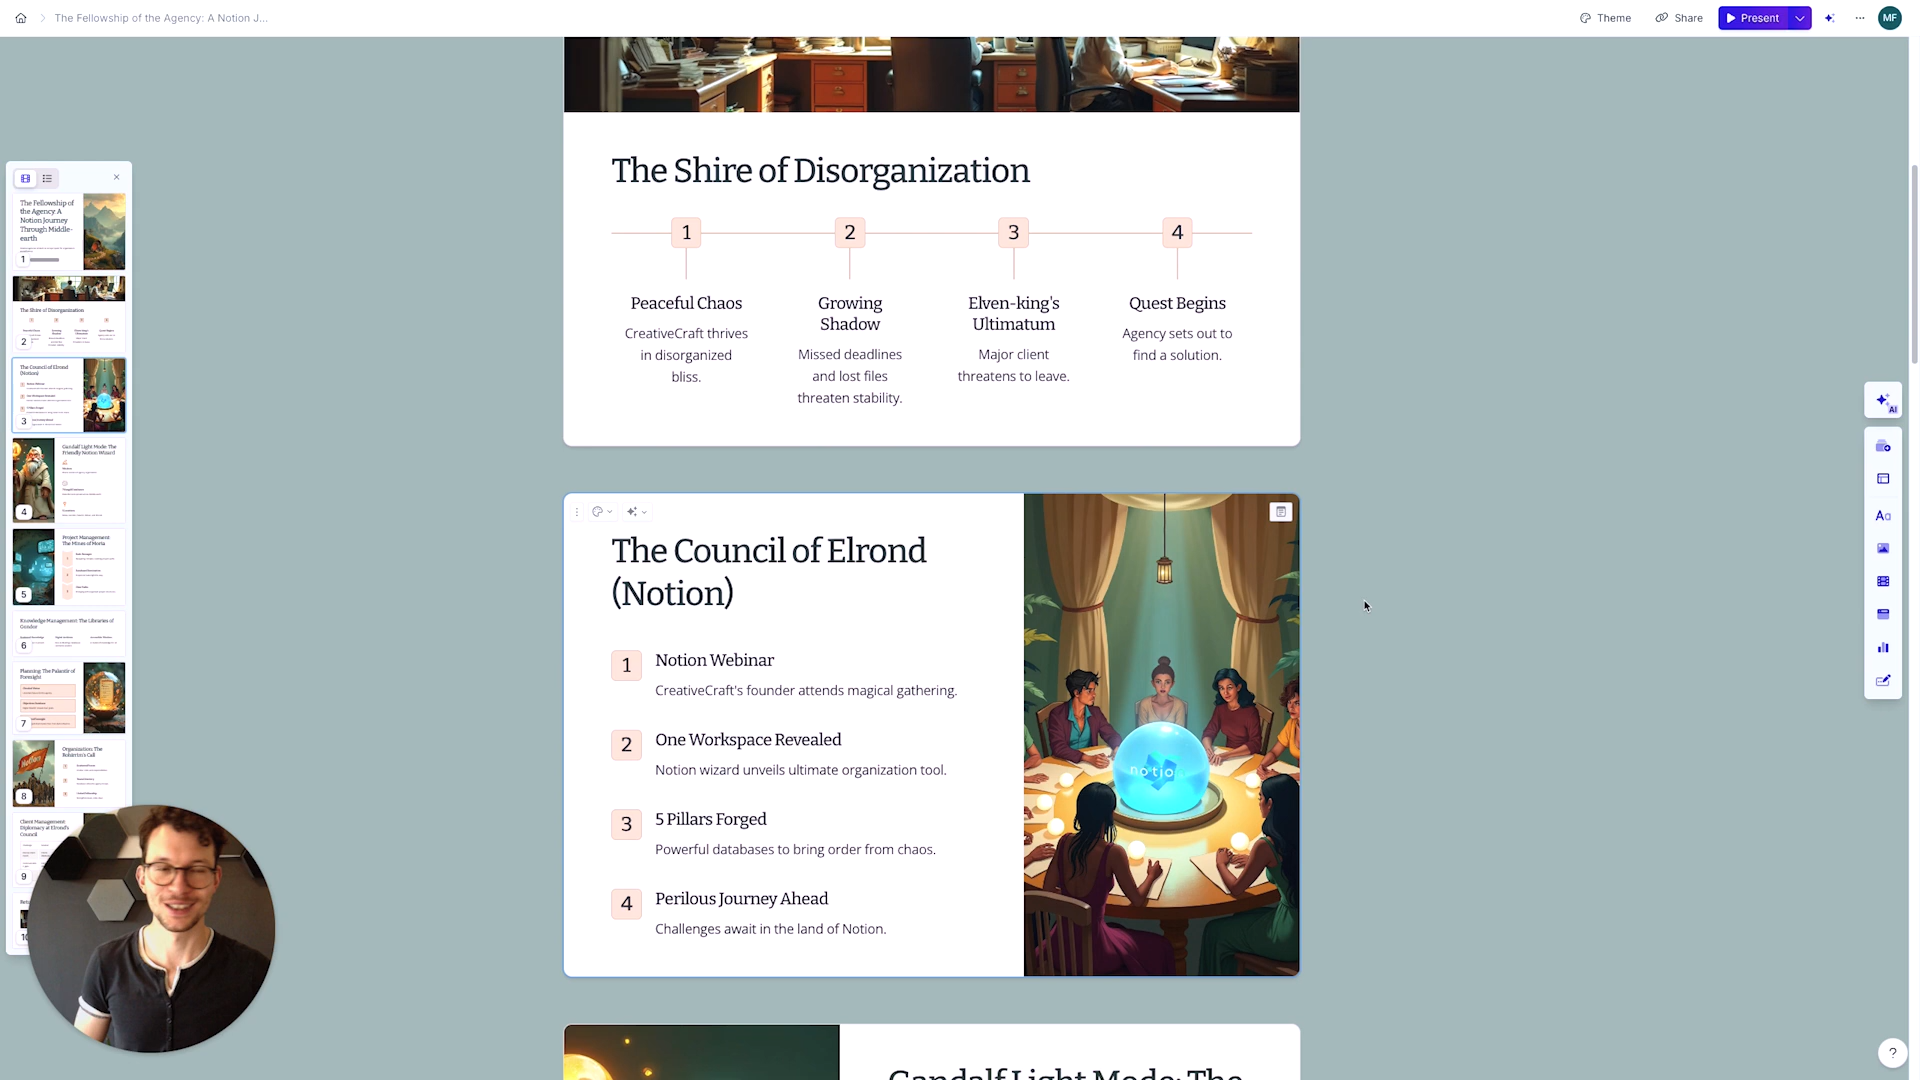 The Fellowship of the Agency: A Notion J...
Theme
Share
Present
MF
The Fellowship of
the Agency: A
Notion Journey
Through Middle-
earth
1
The Shire of Disorganization
2
The Council of Elrond
(Notion)
3
Gandalf Light Mode: The
Friendly Notion Wizard
4
Project Management:
The Mines of Moria
5
Knowledge Management: The Libraries of
Gondor
6
Planning: The Palantír of
Foresight
7
Organization: The
Rohirrim's Call
8
Client Management:
Diplomacy at Elrond's
Council
9
The Shire of Disorganization
1
2
3
4
Peaceful Chaos
CreativeCraft thrives
in disorganized
bliss.
Growing
Shadow
Missed deadlines
and lost files
threaten stability.
Elven-king's
Ultimatum
Major client
threatens to leave.
Quest Begins
Agency sets out to
find a solution.
The Council of Elrond
(Notion)
1
Notion Webinar
CreativeCraft's founder attends magical gathering.
2
One Workspace Revealed
Notion wizard unveils ultimate organization tool.
3
5 Pillars Forged
Powerful databases to bring order from chaos.
4
Perilous Journey Ahead
Challenges await in the land of Notion.
notion
AI
Aa
?